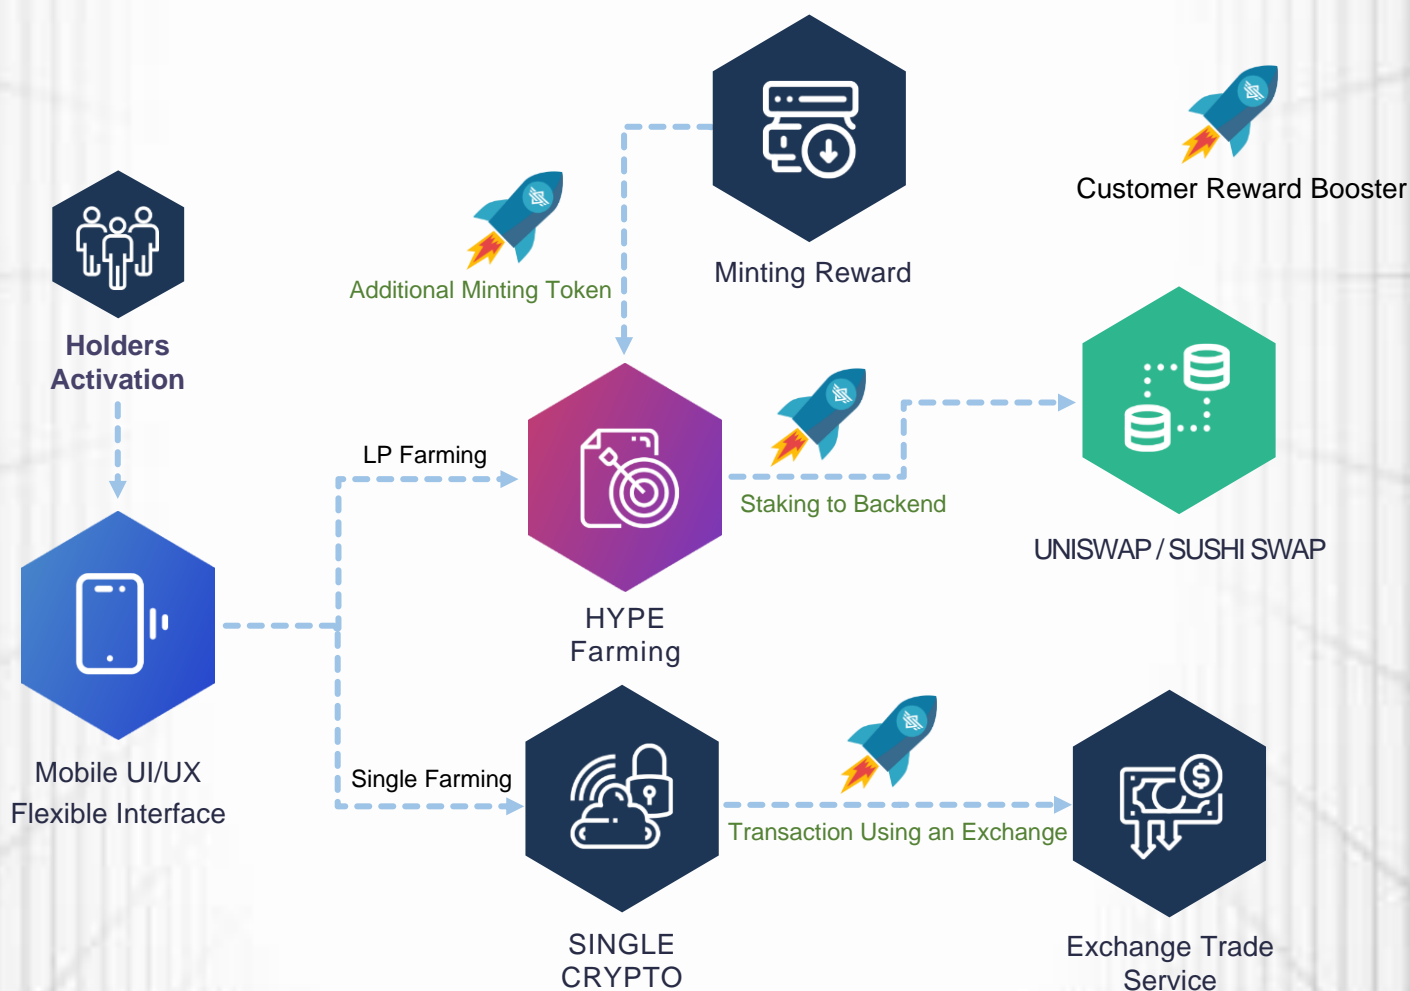 Customer Reward Booster
Minting Reward
Additional Minting Token
Holders
Activation
LP Farming
Staking to Backend
UNISWAP / SUSHI SWAP
HYPE
Farming
Mobile UI/UX
Flexible Interface
Single Farming
Transaction Using an Exchange
SINGLE
CRYPTO
Exchange Trade
Service